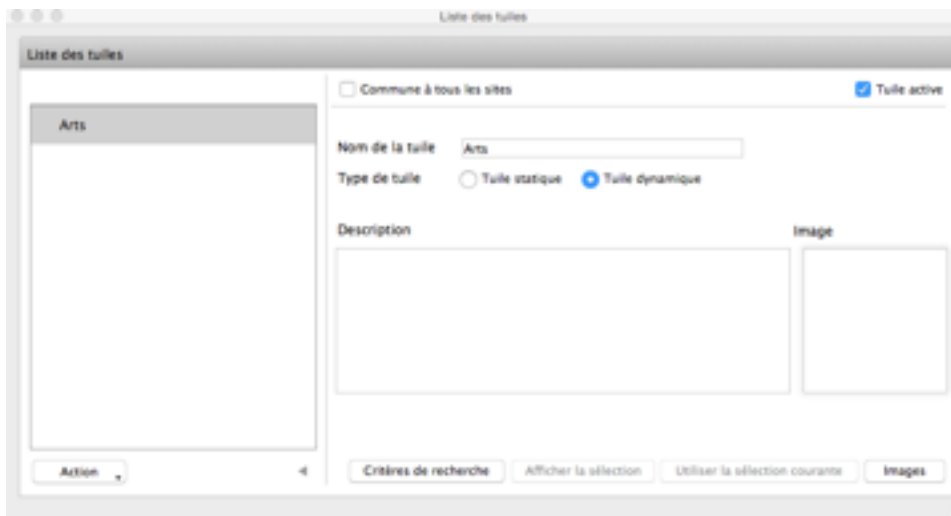 Liste des tuiles
Liste des tuiles
Commune à tous les sites
Tuile active
Arts
Nom de la tuile Arts
Type de tuile Tuile statique Tuile dynamique
Description Image
Action Critères de recherche Afficher la sélection Utiliser la sélection courante Images